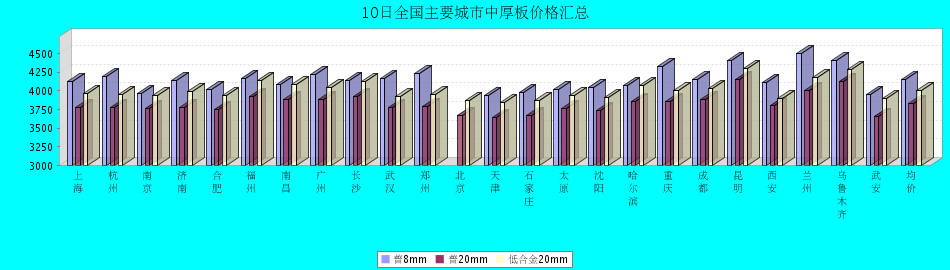 10日全国主要城市中厚板价格汇总
4500
4250
4000
3750
3500
3250
3000
上海
杭州
南京
济南
合肥
福州
南昌
广州
长沙
武汉
郑州
北京
天津
石家庄
太原
沈阳
哈尔滨
重庆
成都
昆明
西安
兰州
乌鲁木齐
武安
均价
普8mm
普20mm
低合金20mm